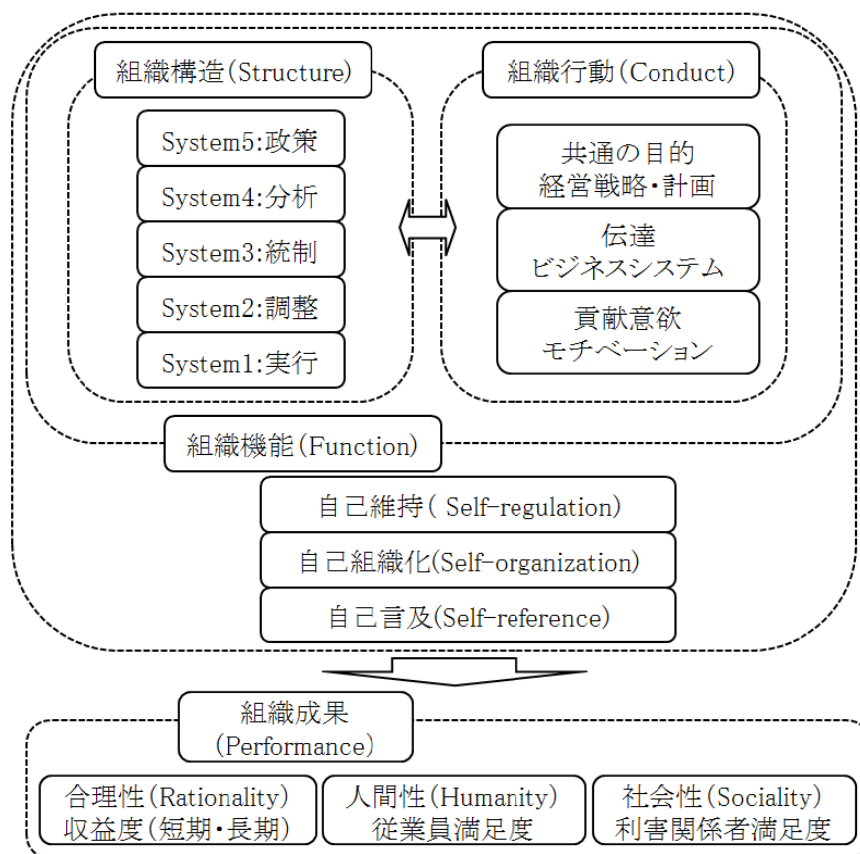 組織構造(Structure)
System5:政策
System4:分析
System3:統制
System2:調整
System1:実行
組織行動(Conduct)
共通の目的
経営戦略・計画
伝達
ビジネスシステム
貢献意欲
モチベーション
組織機能(Function)
自己維持( Self-regulation)
自己組織化(Self-organization)
自己言及(Self-reference)
組織成果
(Performance)
合理性(Rationality)
収益度(短期・長期)
人間性(Humanity)
従業員満足度
社会性(Sociality)
利害関係者満足度